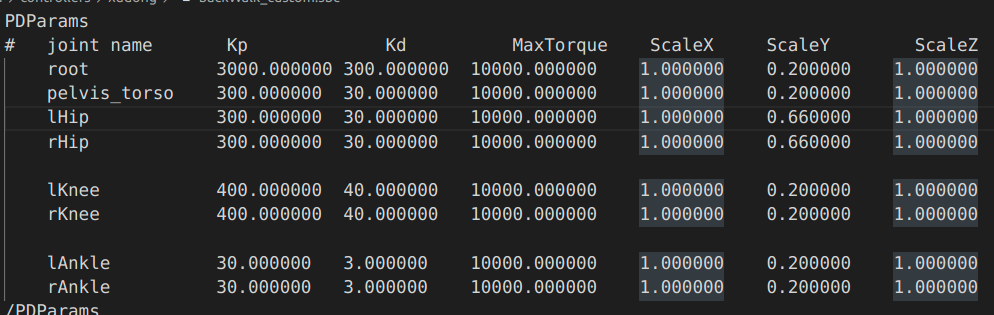 controllers > xudong > backWalk_custom.sbc
PDParams
# joint name Kp Kd MaxTorque ScaleX ScaleY ScaleZ
root 3000.000000 300.000000 10000.000000 1.000000 0.200000 1.000000
pelvis_torso 300.000000 30.000000 10000.000000 1.000000 0.200000 1.000000
lHip 300.000000 30.000000 10000.000000 1.000000 0.660000 1.000000
rHip 300.000000 30.000000 10000.000000 1.000000 0.660000 1.000000
lKnee 400.000000 40.000000 10000.000000 1.000000 0.200000 1.000000
rKnee 400.000000 40.000000 10000.000000 1.000000 0.200000 1.000000
lAnkle 30.000000 3.000000 10000.000000 1.000000 0.200000 1.000000
rAnkle 30.000000 3.000000 10000.000000 1.000000 0.200000 1.000000
/PDParams